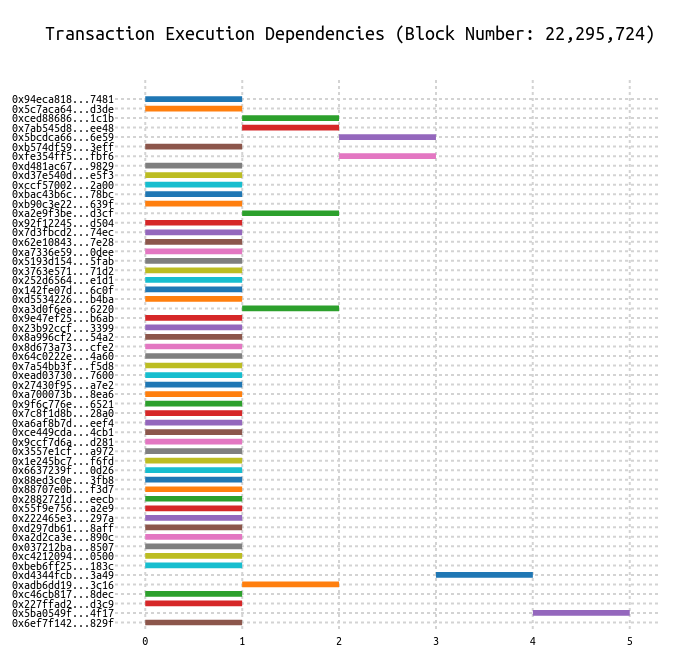 Transaction Execution Dependencies (Block Number: 22,295,724)
0x94eca818...7481
0x5c7aca64...d3de
0xced88686...1c1b
0x7ab545d8...ee48
0x5bcdca66...6e59
0xb574df59...3eff
0xfe354ff5...fbf6
0xd481ac67...9829
0xd37e540d...e5f3
0xccf57002...2a00
0xbac43b6c...78bc
0xb90c3e22...639f
0xa2e9f3be...d3cf
0x92f12245...d504
0x7d3fbcd2...74ec
0x62e10843...7e28
0xa7336e59...0dee
0x5193d154...5fab
0x3763e571...71d2
0x252d6564...e1d1
0x142fe07d...6c0f
0xd5534226...b4ba
0xa3d0f6ea...6220
0x9e47ef25...b6ab
0x23b92ccf...3399
0x8a996cf2...54a2
0x8d673a73...cfe2
0x64c0222e...4a60
0x7a54bb3f...f5d8
0xead03730...7600
0x27430f95...a7e2
0xa700073b...8ea6
0x9f6c776e...6521
0x7c8f1d8b...28a0
0xa6af8b7d...eef4
0xce449cda...4cb1
0x9ccf7d6a...d281
0x3557e1cf...a972
0x1e245bc7...f6fd
0x6637239f...0d26
0x88ed3c0e...3fb8
0x88707e0b...f3d7
0x2882721d...eecb
0x55f9e756...a2e9
0x222465e3...297a
0xd297db61...8aff
0xa2d2ca3e...890c
0x037212ba...8507
0xc4212094...0500
0xbeb6ff25...183c
0xd4344fcb...3a49
0xadb6dd19...3c16
0xc46cb817...8dec
0x227ffad2...d3c9
0x5ba0549f...4f17
0x6ef7f142...829f
0 1 2 3 4 5